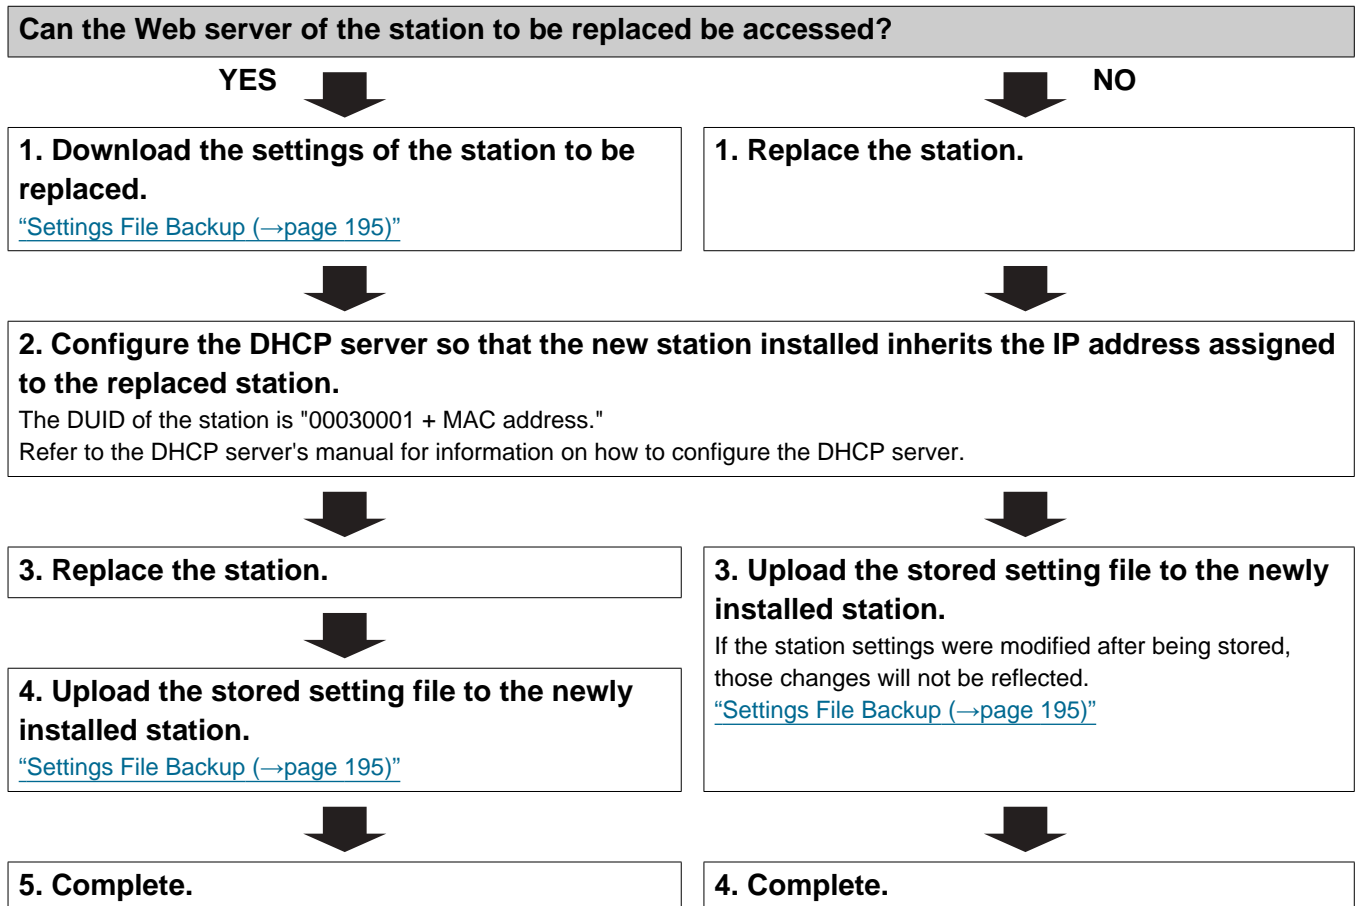 Can the Web server of the station to be replaced be accessed?
YES
NO
1. Download the settings of the station to be
replaced.
“Settings File Backup (→page 195)”
1. Replace the station.
2. Configure the DHCP server so that the new station installed inherits the IP address assigned
to the replaced station.
The DUID of the station is "00030001 + MAC address."
Refer to the DHCP server's manual for information on how to configure the DHCP server.
3. Replace the station.
4. Upload the stored setting file to the newly
installed station.
“Settings File Backup (→page 195)”
3. Upload the stored setting file to the newly
installed station.
If the station settings were modified after being stored,
those changes will not be reflected.
“Settings File Backup (→page 195)”
5. Complete.
4. Complete.